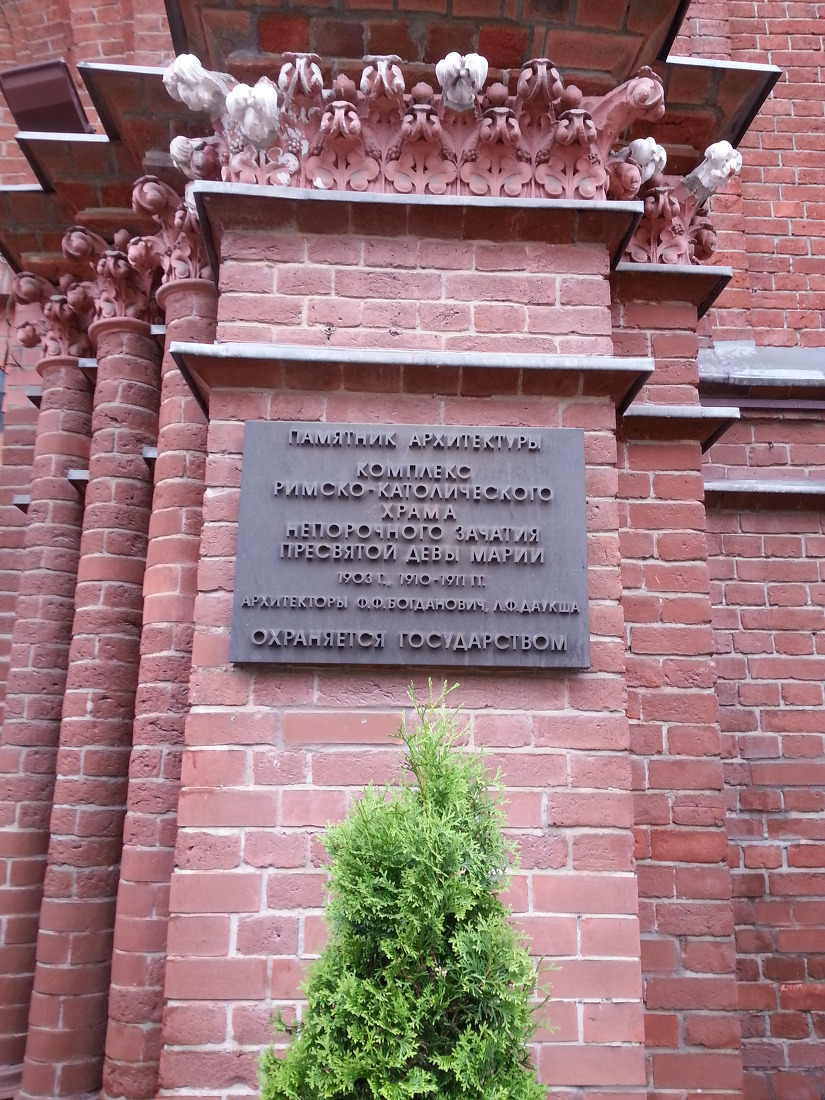 ПАМЯТНИК АРХИТЕКТУРЫ
КОМПЛЕКС
РИМСКО-КАТОЛИЧЕСКОГО
ХРАМА
НЕПОРОЧНОГО ЗАЧАТИЯ
ПРЕСВЯТОЙ ДЕВЫ МАРИИ
1903 Г., 1910-1911 ГГ.
АРХИТЕКТОРЫ Ф.Ф.БОГДАНОВИЧ, Л.Ф.ДАУКША
ОХРАНЯЕТСЯ ГОСУДАРСТВОМ